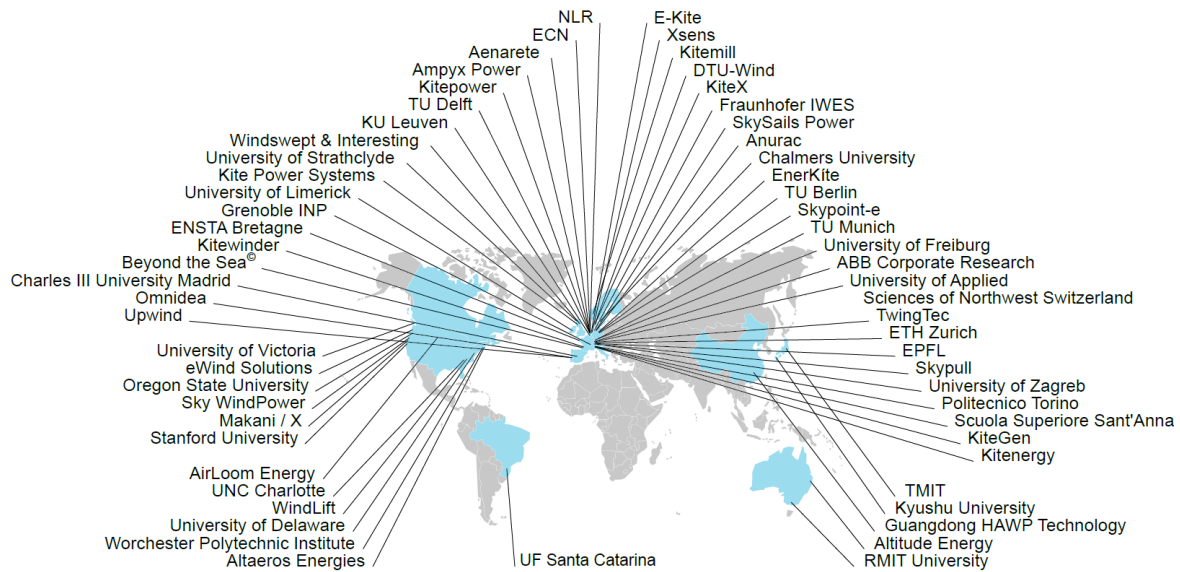 NLR
ECN
Aenarete
Ampyx Power
Kitepower
TU Delft
KU Leuven
Windswept & Interesting
University of Strathclyde
Kite Power Systems
University of Limerick
Grenoble INP
ENSTA Bretagne
Kitewinder
Beyond the Sea©
Charles III University Madrid
Omnidea
Upwind
University of Victoria
eWind Solutions
Oregon State University
Sky WindPower
Makani / X
Stanford University
AirLoom Energy
UNC Charlotte
WindLift
University of Delaware
Worchester Polytechnic Institute
Altaeros Energies
UF Santa Catarina
E-Kite
Xsens
Kitemill
DTU-Wind
KiteX
Fraunhofer IWES
SkySails Power
Anurac
Chalmers University
EnerKíte
TU Berlin
Skypoint-e
TU Munich
University of Freiburg
ABB Corporate Research
University of Applied
Sciences of Northwest Switzerland
TwingTec
ETH Zurich
EPFL
Skypull
University of Zagreb
Politecnico Torino
Scuola Superiore Sant'Anna
KiteGen
Kitenergy
TMIT
Kyushu University
Guangdong HAWP Technology
Altitude Energy
RMIT University